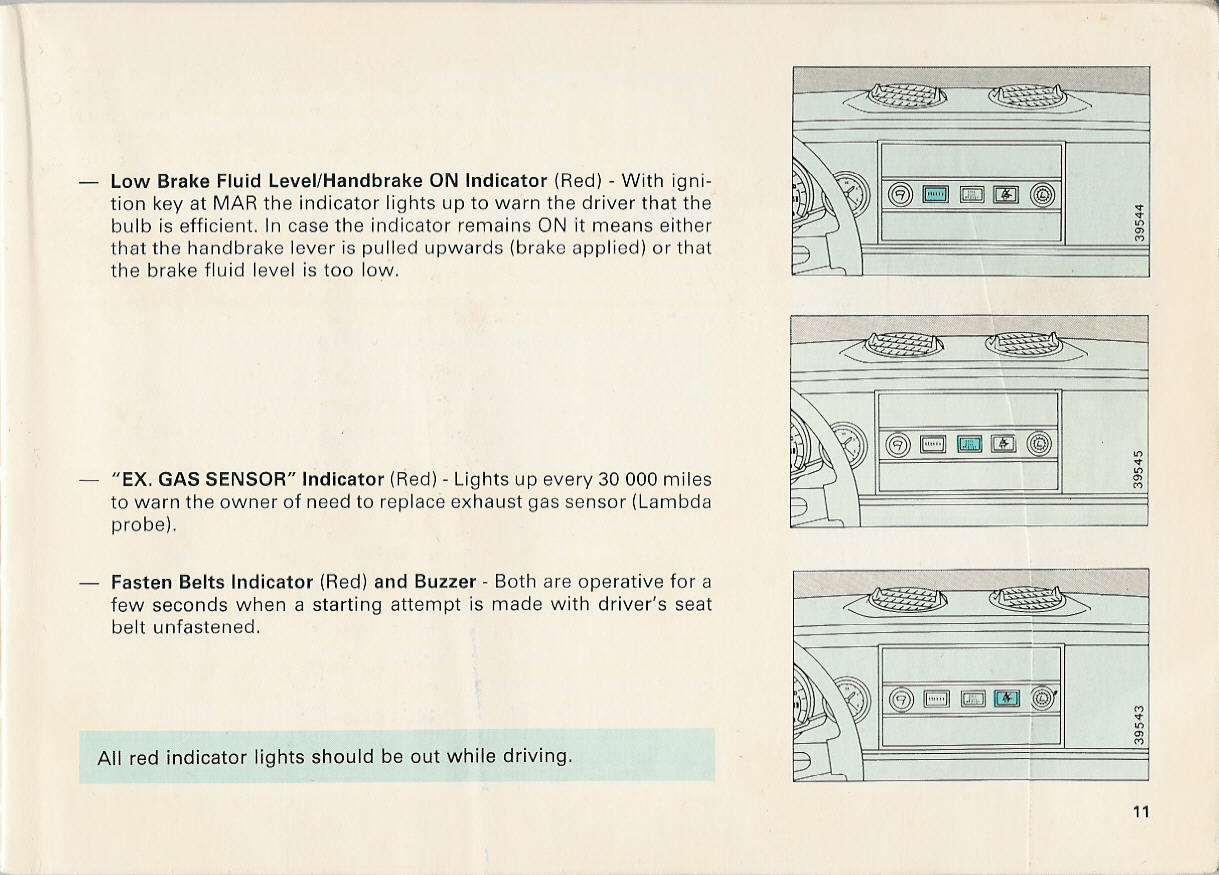 — Low Brake Fluid Level/Handbrake ON Indicator (Red) - With igni-
tion key at MAR the indicator lights up to warn the driver that the
bulb is efficient. In case the indicator remains ON it means either
that the handbrake lever is pulled upwards (brake applied) or that
the brake fluid level is too low.
39544
— "EX. GAS SENSOR" Indicator (Red) - Lights up every 30 000 miles
to warn the owner of need to replace exhaust gas sensor (Lambda
probe).
39545
— Fasten Belts Indicator (Red) and Buzzer - Both are operative for a
few seconds when a starting attempt is made with driver's seat
belt unfastened.
39543
All red indicator lights should be out while driving.
11